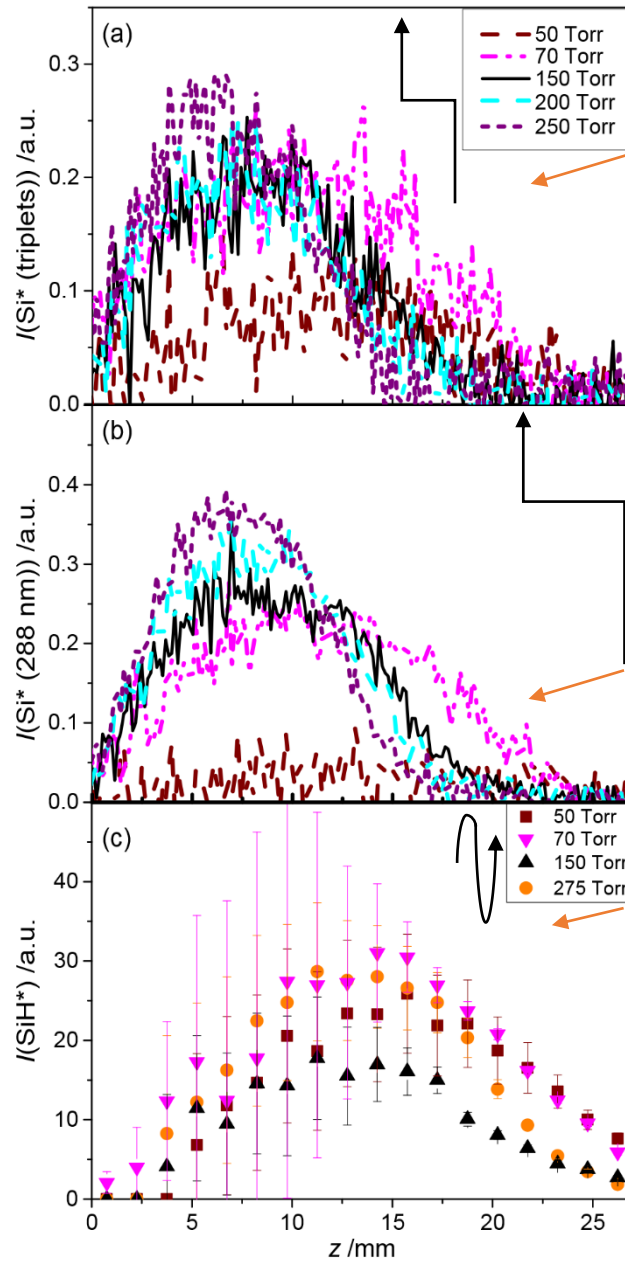 (a)
50 Torr
70 Torr
150 Torr
200 Torr
250 Torr
0.3
0.2
0.1
0.0
I(Si* (triplets)) /a.u.
(b)
0.4
0.3
0.2
0.1
0.0
I(Si* (288 nm)) /a.u.
(c)
50 Torr
70 Torr
150 Torr
275 Torr
40
30
20
10
0
I(SiH*) /a.u.
0 5 10 15 20 25
z /mm